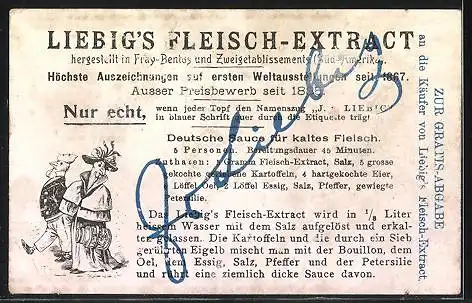 LIEBIG'S FLEISCH-EXTRACT
hergestellt in Fray-Bentos und Zweigetablissements (Süd-Amerika)
Höchste Auszeichnungen auf ersten Weltausstellungen seit 1867.
Ausser Preisbewerb seit
Nur echt,
wenn jeder Topf den Namenszug "J. v. LIEBIG"
in blauer Schrift quer durch die Etiquette trägt
Deutsche Sauce für kaltes Fleisch.
5 Personen. Bereitungsdauer 45 Minuten.
Zuthaten: Gramm Fleisch-Extract, Salz, 5 grosse
gekochte kleine Kartoffeln, 4 hartgekochte Eier,
Löffel Oel, 2 Löffel Essig, Salz, Pfeffer, gewiegte
Petersilie.
Das Liebig's Fleisch-Extract wird in 1/8 Liter
heissem Wasser mit dem Salz aufgelöst und erkal-
gelassen. Die Kartoffeln und die durch ein Sieb
gerührten Eigelb mischt man mit der Bouillon, dem
Oel, dem Essig, Salz, Pfeffer und der Petersilie
und rührt eine ziemlich dicke Sauce davon.
J v Liebig
ZUR GRATIS-ABGABE
an die Käufer von Liebig's Fleisch-Extract